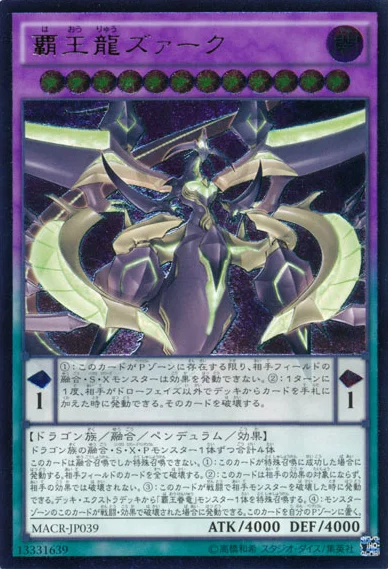 は おう りゅう
覇王龍ズァーク
闇
①:このカードがPゾーンに存在する限り、相手フィールドの
融合・S・Xモンスターは効果を発動できない。②:1ターンに
1度、相手がドローフェイズ以外でデッキからカードを手札に
加えた時に発動できる。そのカードを破壊する。
1
1
【ドラゴン族/融合/ペンデュラム/効果】
ドラゴン族の融合・S・X・Pモンスター1体ずつ合計4体
このカードは融合召喚でしか特殊召喚できない。①:このカードが特殊召喚に成功した場合に
発動する。相手フィールドのカードを全て破壊する。②:このカードは相手の効果の対象にならず、
相手の効果では破壊されない。③:このカードが戦闘で相手モンスターを破壊した時に発動
できる。デッキ・エクストラデッキから「覇王眷竜」モンスター1体を特殊召喚する。④:モンスター
ゾーンのこのカードが戦闘・効果で破壊された場合に発動できる。このカードを自分のPゾーンに置く。
MACR-JP039
ATK/4000 DEF/4000
13331639
©高橋和希 スタジオ・ダイス/集英社